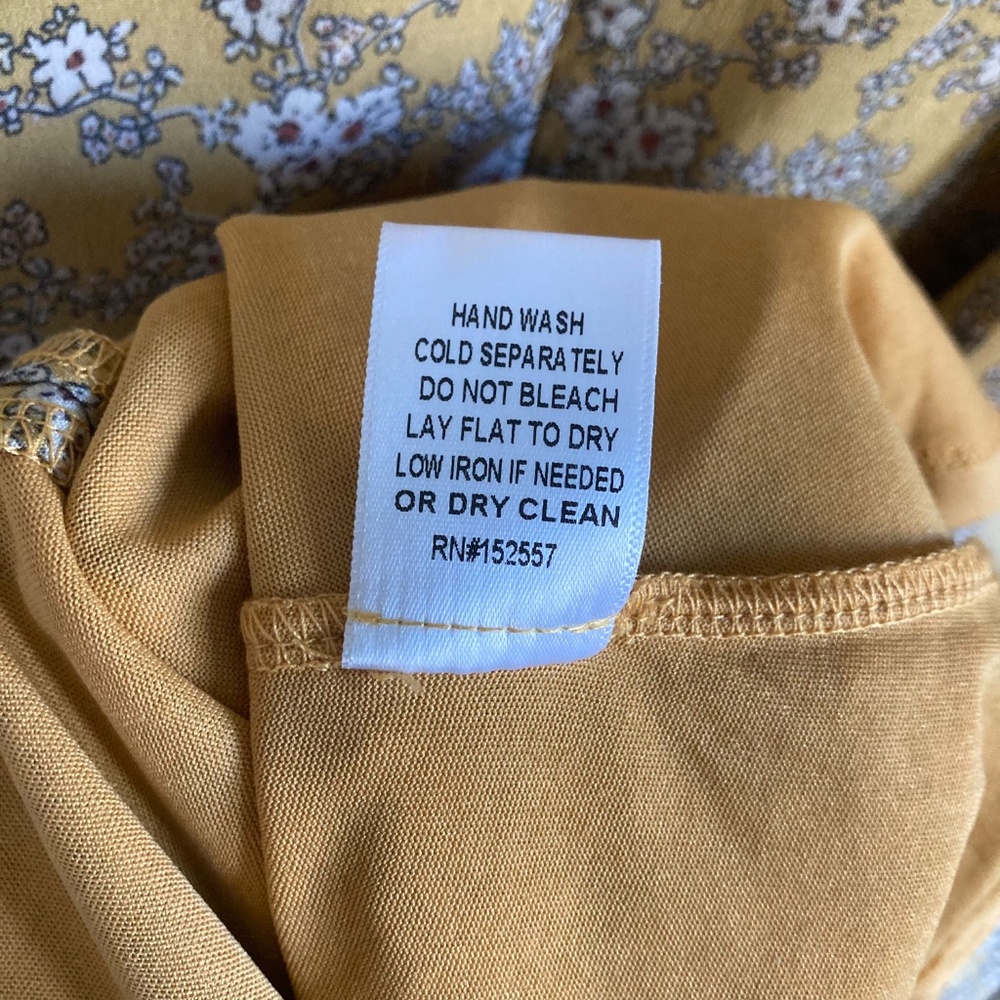 HAND WASH
COLD SEPARATELY
DO NOT BLEACH
LAY FLAT TO DRY
LOW IRON IF NEEDED
OR DRY CLEAN
RN#152557